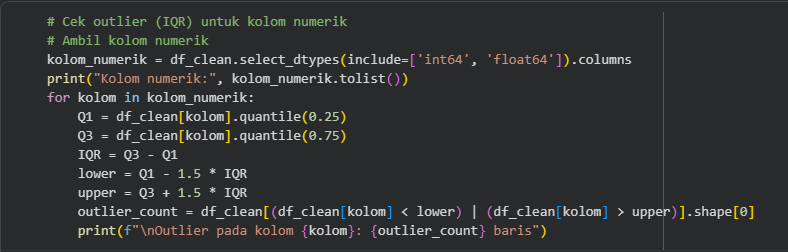 # Cek outlier (IQR) untuk kolom numerik
# Ambil kolom numerik
kolom_numerik = df_clean.select_dtypes(include=['int64', 'float64']).columns
print("Kolom numerik:", kolom_numerik.tolist())
for kolom in kolom_numerik:
    Q1 = df_clean[kolom].quantile(0.25)
    Q3 = df_clean[kolom].quantile(0.75)
    IQR = Q3 - Q1
    lower = Q1 - 1.5 * IQR
    upper = Q3 + 1.5 * IQR
    outlier_count = df_clean[(df_clean[kolom] < lower) | (df_clean[kolom] > upper)].shape[0]
    print(f"\nOutlier pada kolom {kolom}: {outlier_count} baris")